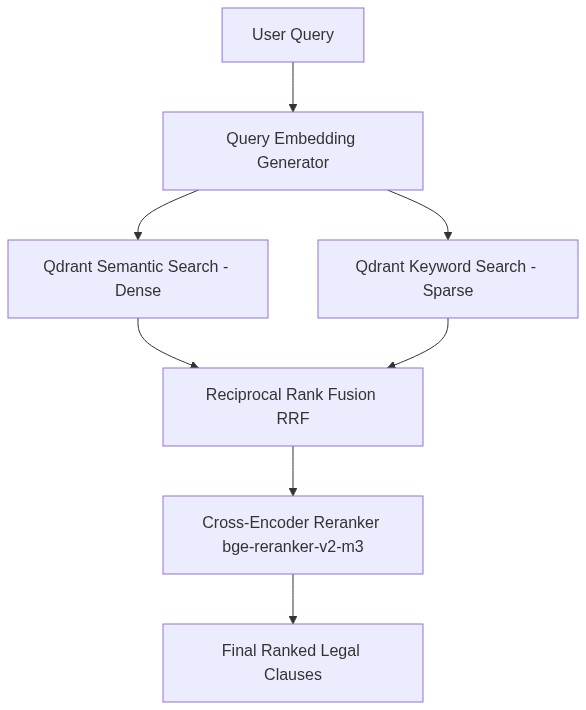 User Query
Query Embedding
Generator
Qdrant Semantic Search -
Dense
Qdrant Keyword Search -
Sparse
Reciprocal Rank Fusion
RRF
Cross-Encoder Reranker
bge-reranker-v2-m3
Final Ranked Legal
Clauses